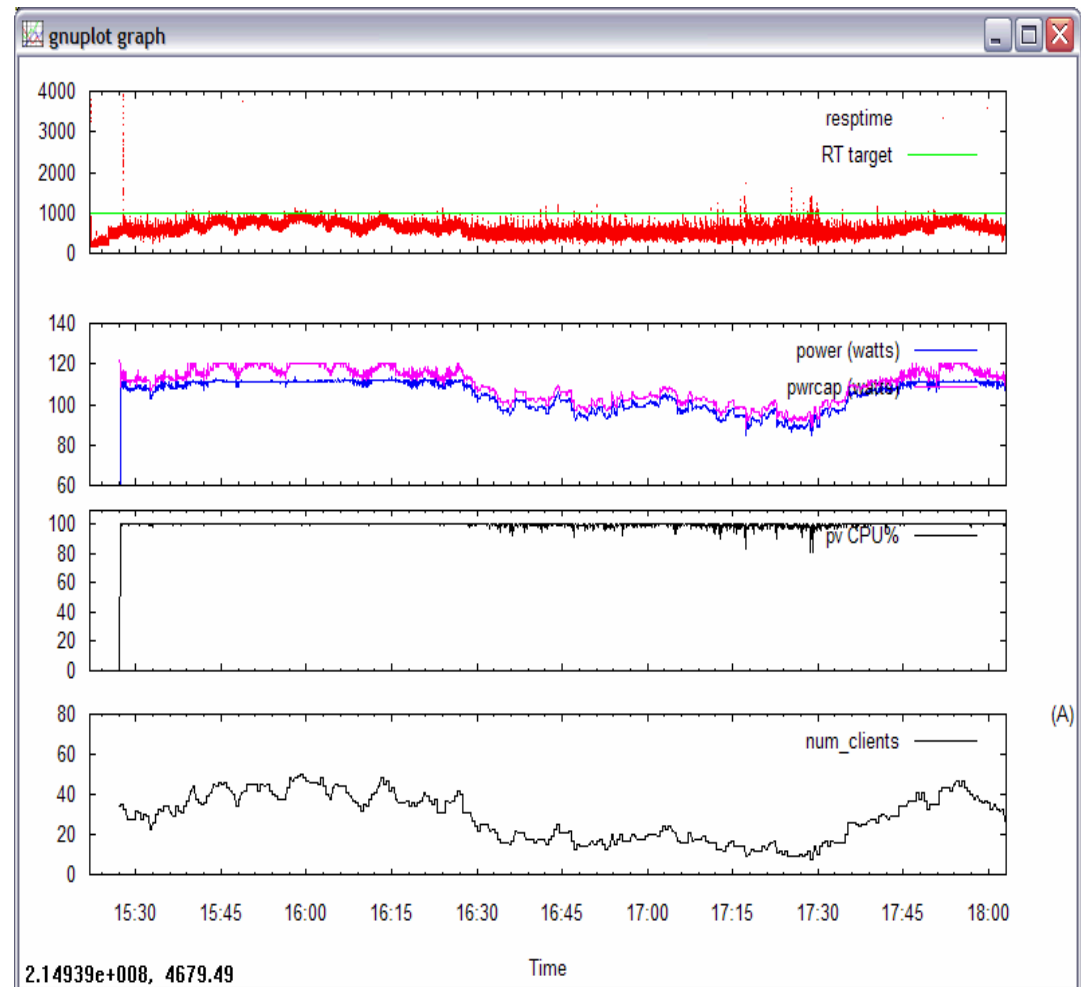 gnuplot graph
4000
3000
2000
1000
0
resptime
RT target
140
120
100
80
60
power (watts)
pwrcap (watts)
100
80
60
40
20
0
pv CPU%
80
60
40
20
0
num_clients
(A)
15:30 15:45 16:00 16:15 16:30 16:45 17:00 17:15 17:30 17:45 18:00
Time
2.14939e+008, 4679.49